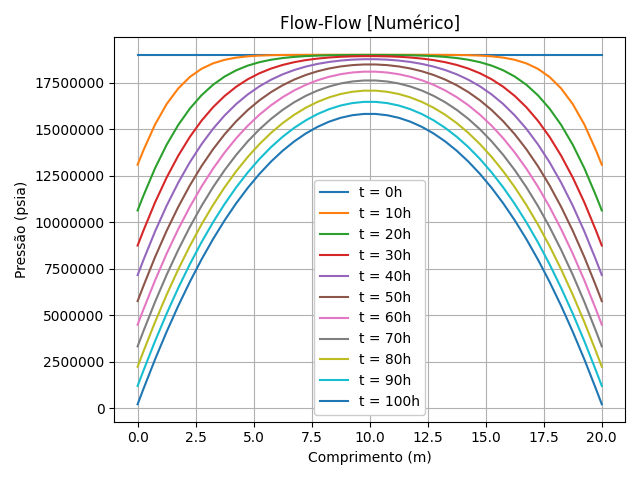 Flow-Flow [Numérico]
Pressão (psia)
17500000
15000000
12500000
10000000
7500000
5000000
2500000
0
t = 0h
t = 10h
t = 20h
t = 30h
t = 40h
t = 50h
t = 60h
t = 70h
t = 80h
t = 90h
t = 100h
0.0 2.5 5.0 7.5 10.0 12.5 15.0 17.5 20.0
Comprimento (m)